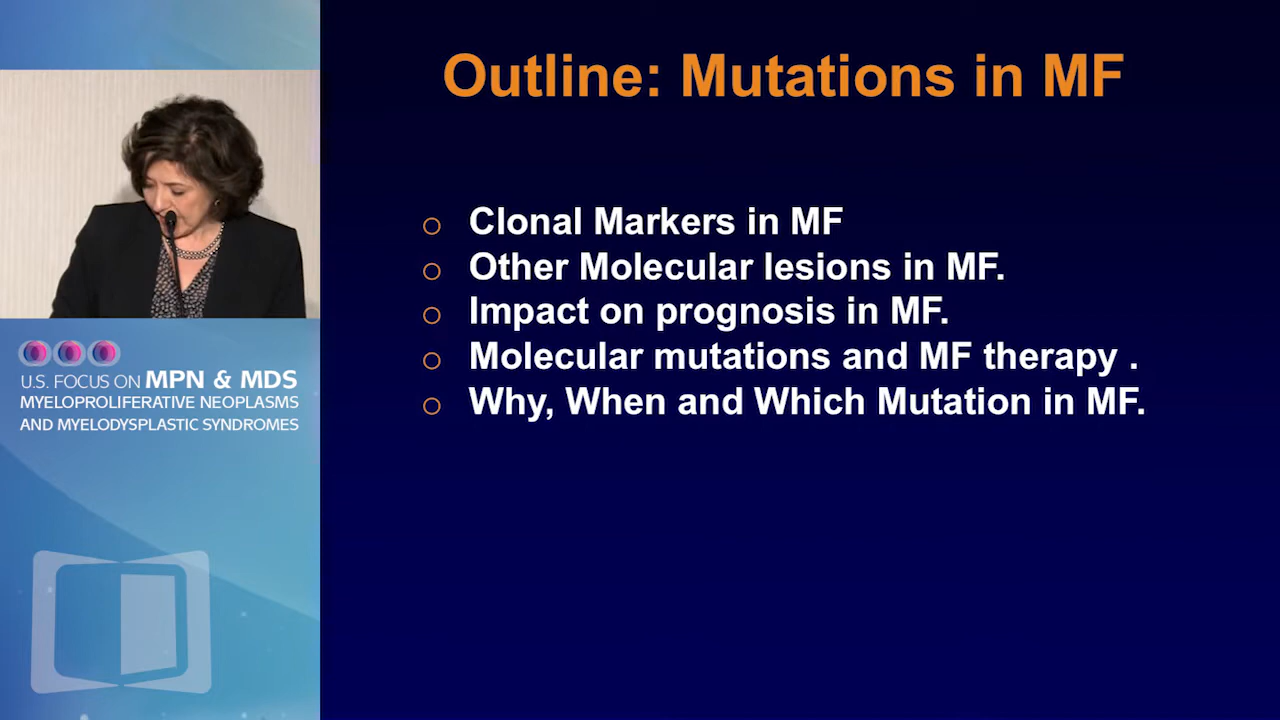 Outline: Mutations in MF
Clonal Markers in MF
Other Molecular lesions in MF.
Impact on prognosis in MF.
Molecular mutations and MF therapy .
Why, When and Which Mutation in MF.
U.S. FOCUS ON MPN & MDS
MYELOPROLIFERATIVE NEOPLASMS
AND MYELODYSPLASTIC SYNDROMES